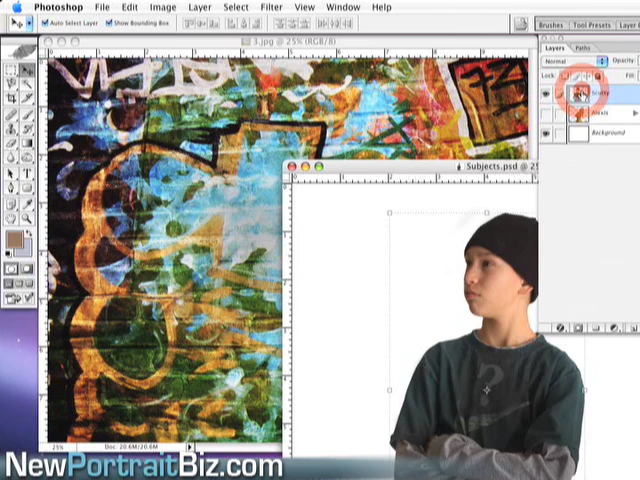 Photoshop File Edit Image Layer Select Filter View Window Help
Auto Select Layer Show Bounding Box
Brushes Tool Presets Layer
3.jpg @ 25% (RGB/8)
Layers Paths
Normal Opacity:
Lock: Fill:
Scotty
Alexis
Background
Subjects.psd @ 25
?
25% Doc: 20.6M/20.6M
NewPortraitBiz.com